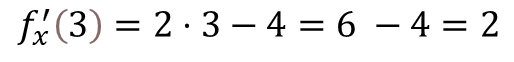 f′ₓ(3) = 2 · 3 − 4 = 6 − 4 = 2